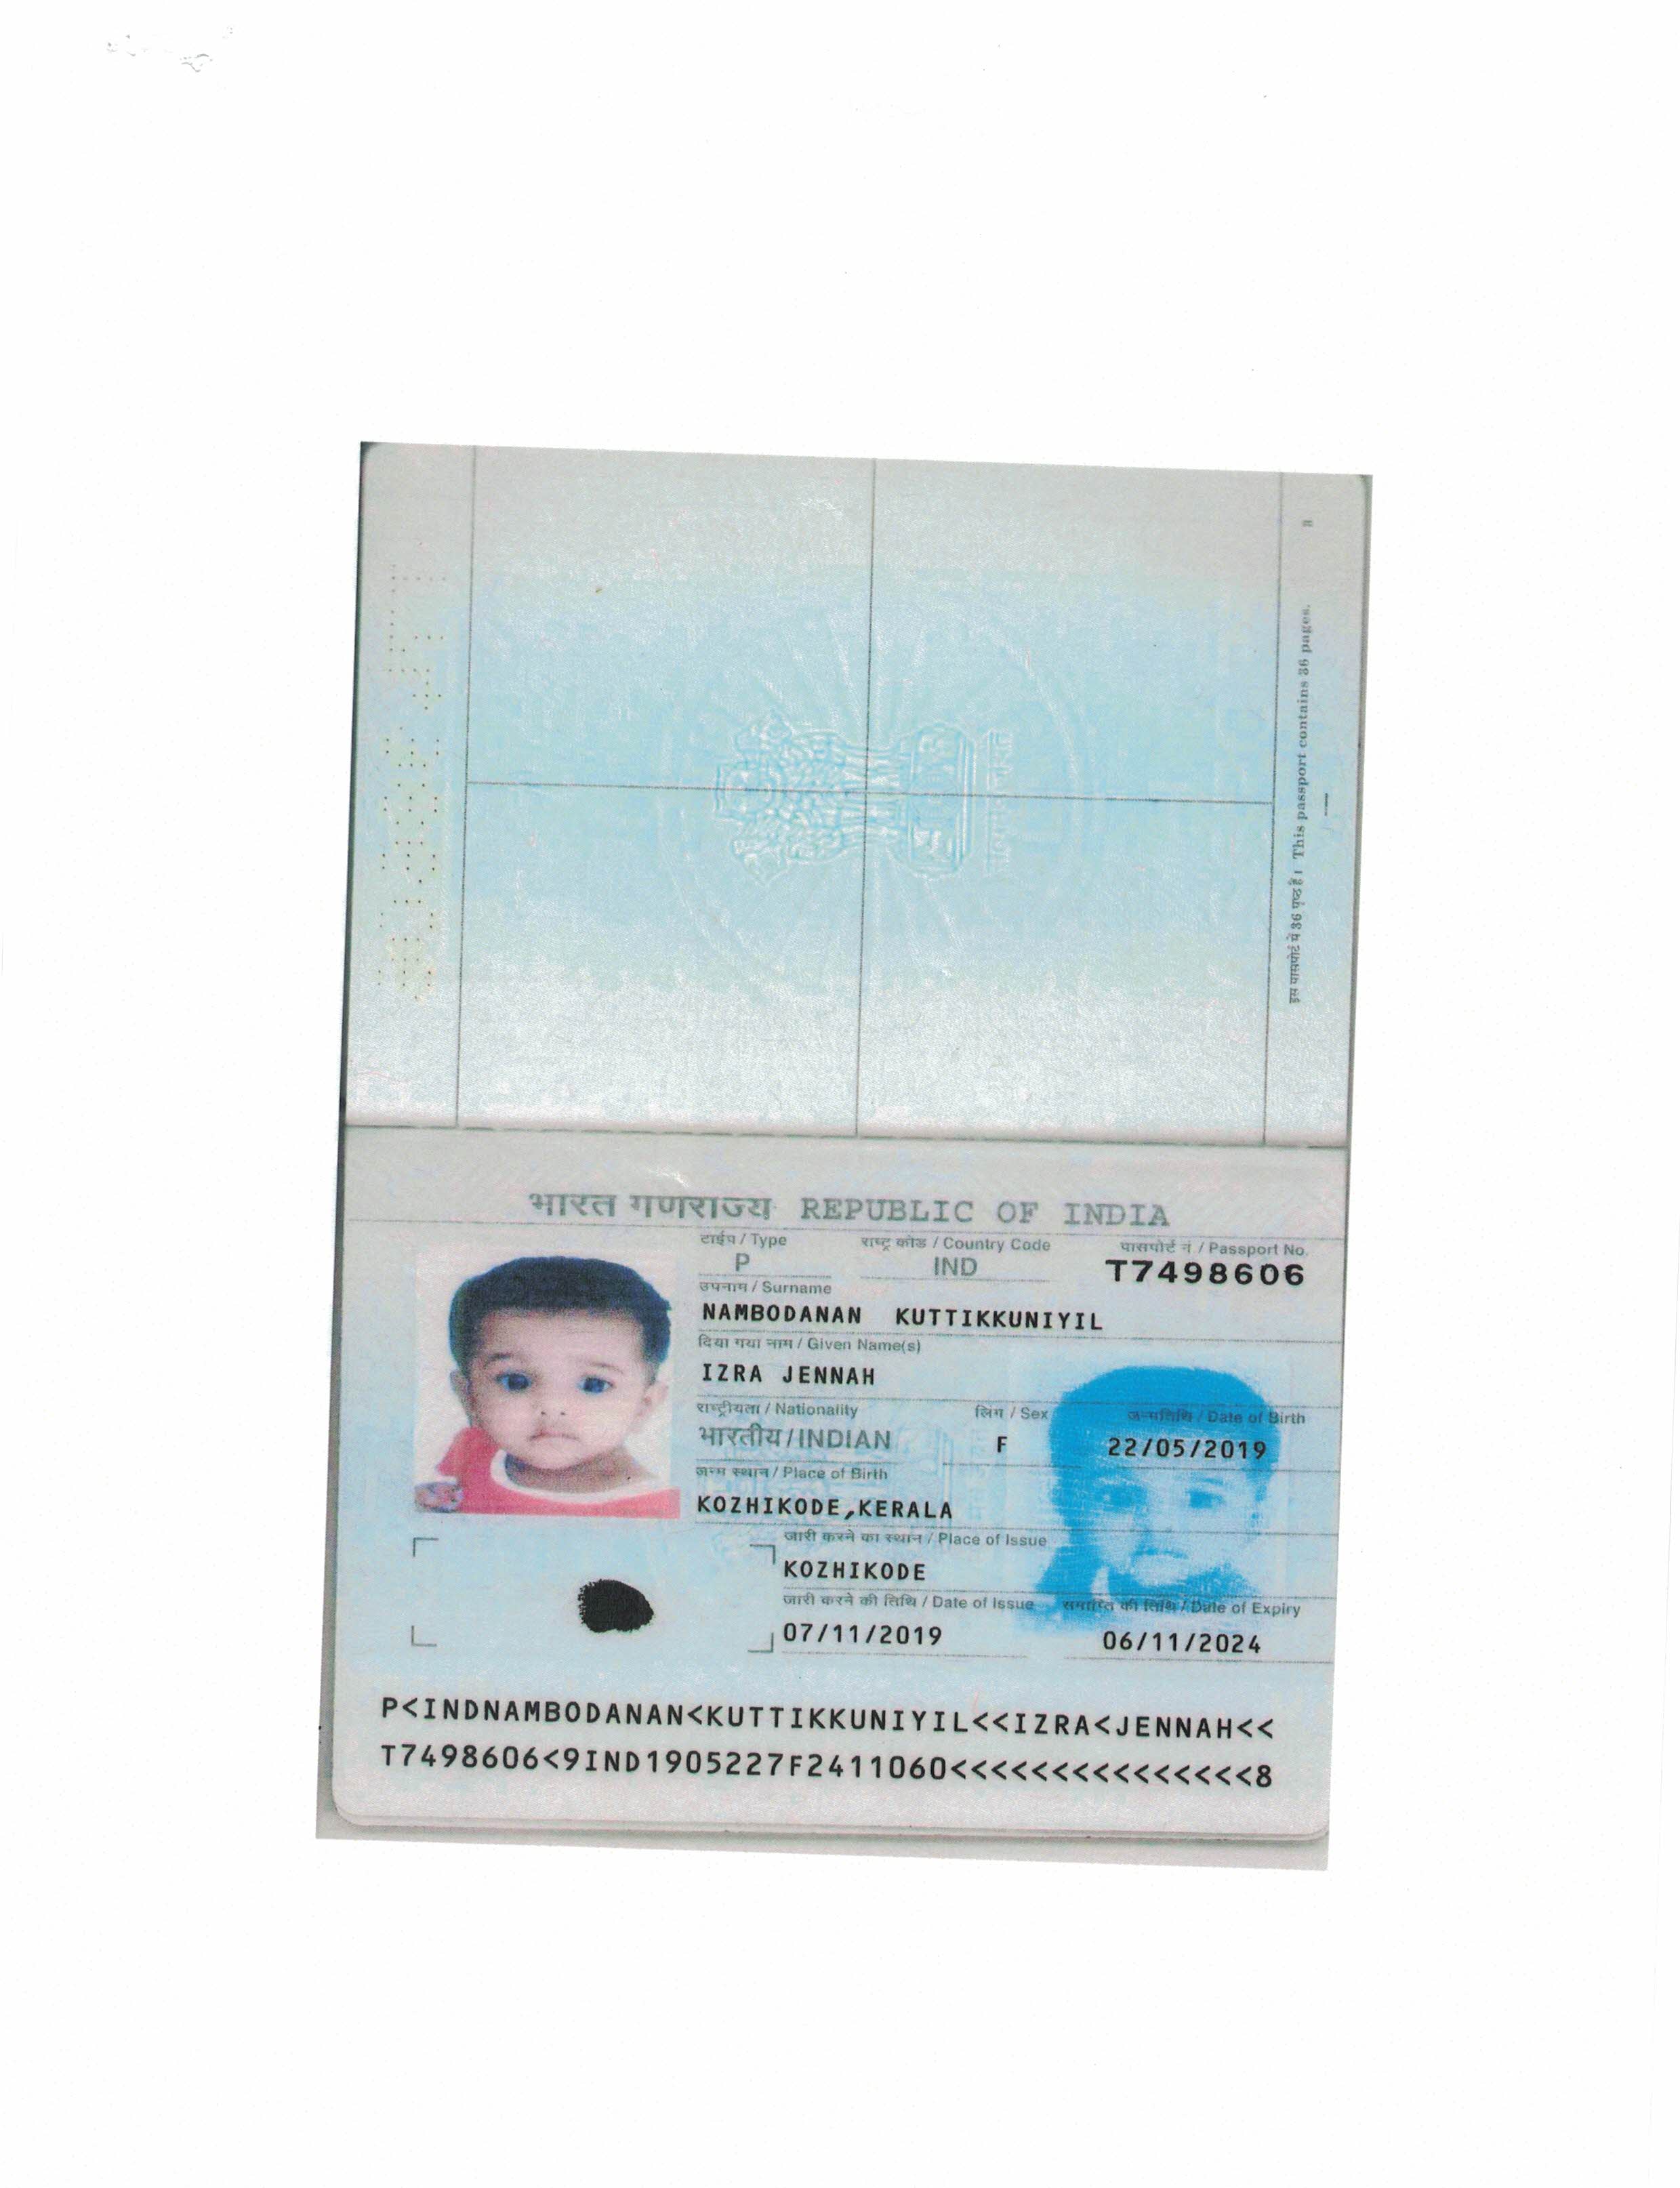 इस पासपोर्ट में 36 पृष्ठ हैं। This passport contains 36 pages.
3
भारत गणराज्य REPUBLIC OF INDIA
टाईप / Type राष्ट्र कोड / Country Code पासपोर्ट नं / Passport No.
P IND T7498606
उपनाम / Surname
NAMBODANAN KUTTIKKUNIYIL
दिया गया नाम / Given Name(s)
IZRA JENNAH
राष्ट्रीयता / Nationality लिंग / Sex जन्मतिथि / Date of Birth
भारतीय/INDIAN F 22/05/2019
जन्म स्थान / Place of Birth
KOZHIKODE,KERALA
जारी करने का स्थान / Place of Issue
KOZHIKODE
जारी करने की तिथि / Date of Issue समाप्ति की तिथि / Date of Expiry
07/11/2019 06/11/2024
P<INDNAMBODANAN<KUTTIKKUNIYIL<<IZRA<JENNAH<<
T7498606<9IND1905227F2411060<<<<<<<<<<<<<<<8